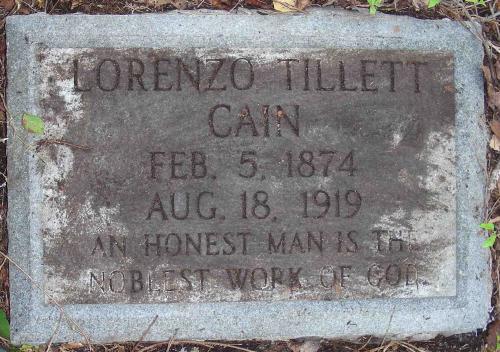 LORENZO TILLETT
CAIN
FEB. 5, 1874
AUG. 18, 1919
AN HONEST MAN IS THE
NOBLEST WORK OF GOD.